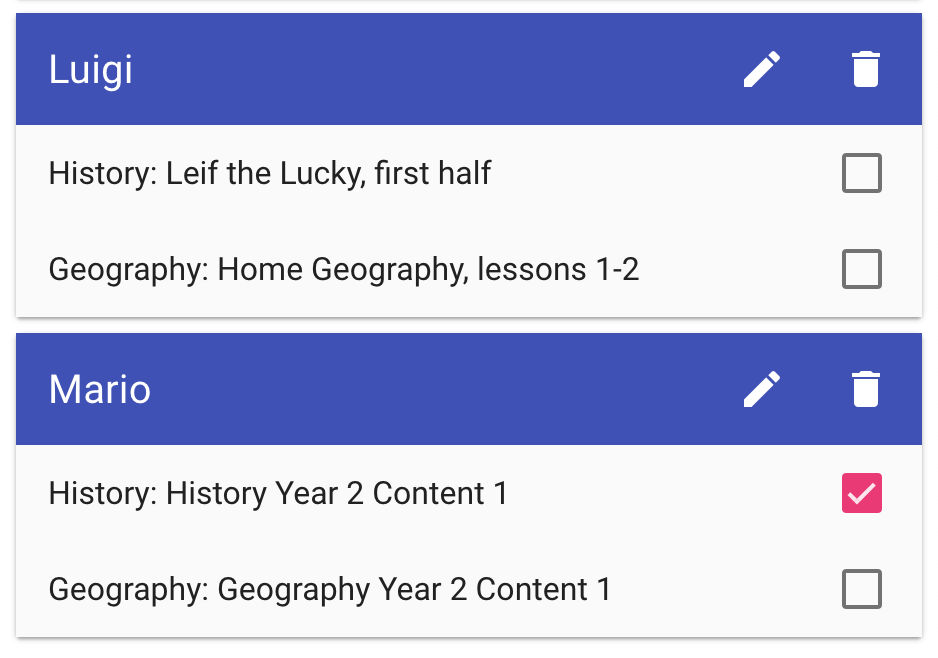 Luigi
History: Leif the Lucky, first half
Geography: Home Geography, lessons 1-2
Mario
History: History Year 2 Content 1
Geography: Geography Year 2 Content 1